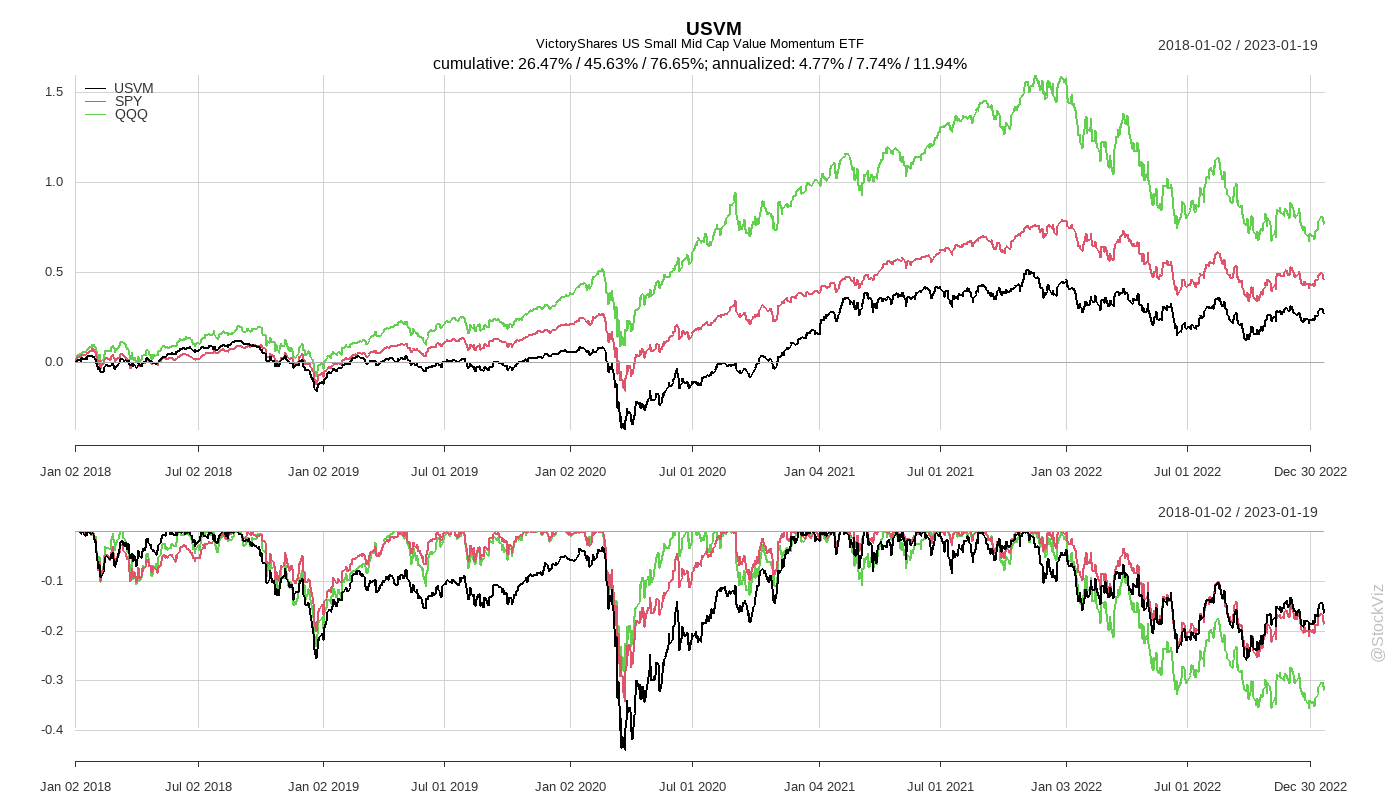 USVM
VictoryShares US Small Mid Cap Value Momentum ETF
2018-01-02 / 2023-01-19
cumulative: 26.47% / 45.63% / 76.65%; annualized: 4.77% / 7.74% / 11.94%
USVM
SPY
QQQ
1.5
1.0
0.5
0.0
Jan 02 2018 Jul 02 2018 Jan 02 2019 Jul 01 2019 Jan 02 2020 Jul 01 2020 Jan 04 2021 Jul 01 2021 Jan 03 2022 Jul 01 2022 Dec 30 2022
2018-01-02 / 2023-01-19
-0.1
-0.2
-0.3
-0.4
Jan 02 2018 Jul 02 2018 Jan 02 2019 Jul 01 2019 Jan 02 2020 Jul 01 2020 Jan 04 2021 Jul 01 2021 Jan 03 2022 Jul 01 2022 Dec 30 2022
@StockViz